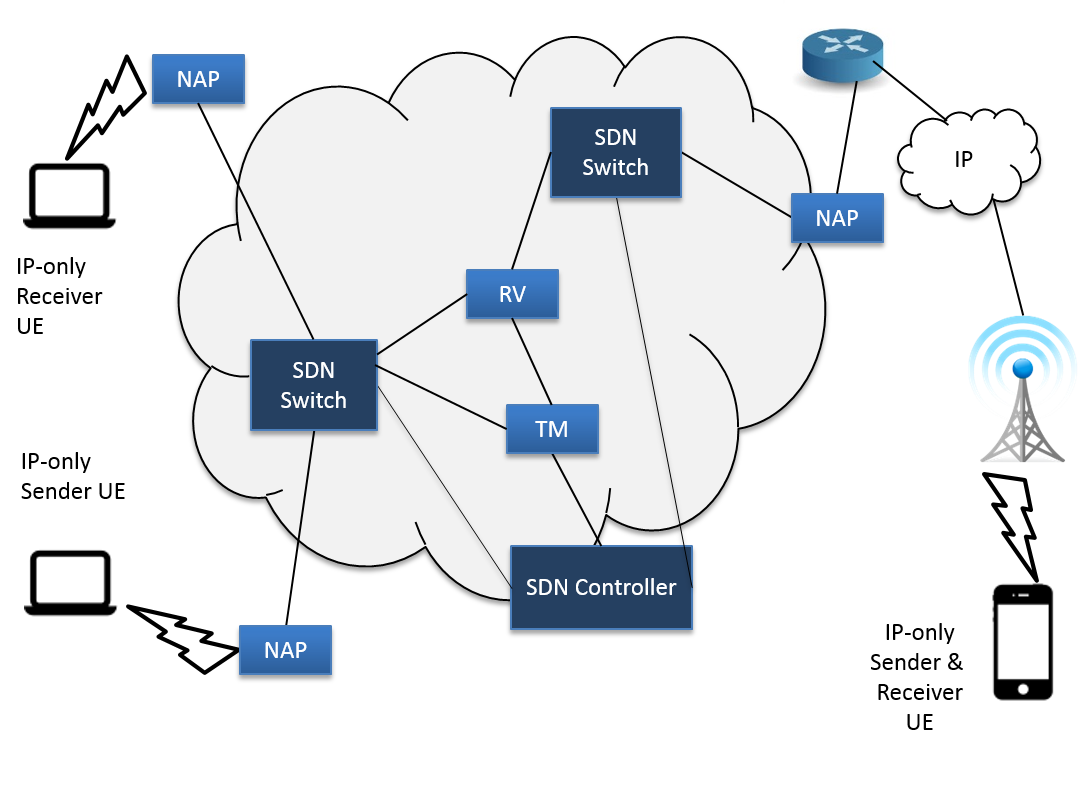 NAP
SDN
Switch
IP
NAP
IP-only
Receiver
UE
RV
SDN
Switch
TM
IP-only
Sender UE
SDN Controller
NAP
IP-only
Sender &
Receiver
UE